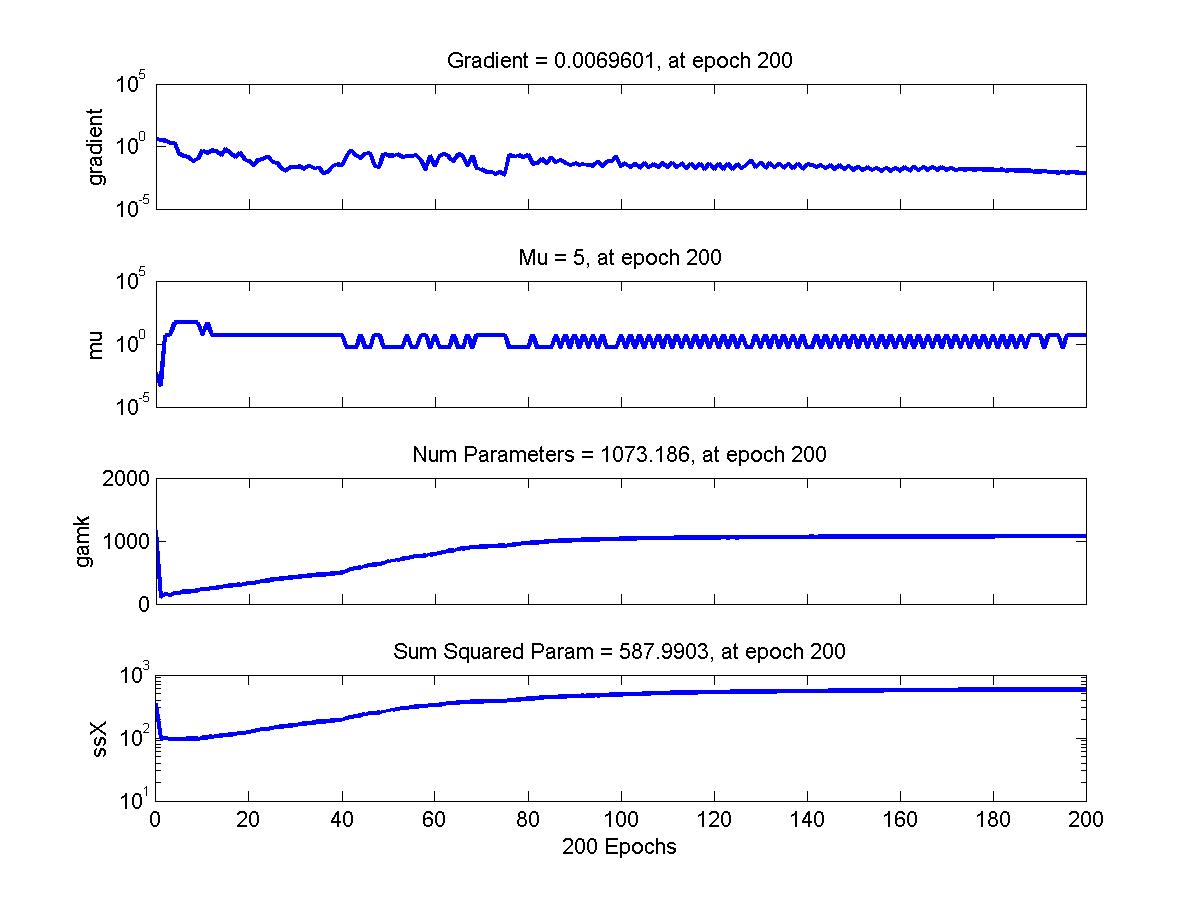 Gradient = 0.0069601, at epoch 200
10^5
10^0
10^-5
gradient
Mu = 5, at epoch 200
10^5
10^0
10^-5
mu
Num Parameters = 1073.186, at epoch 200
2000
1000
0
gamk
Sum Squared Param = 587.9903, at epoch 200
10^3
10^2
10^1
ssX
0 20 40 60 80 100 120 140 160 180 200
200 Epochs